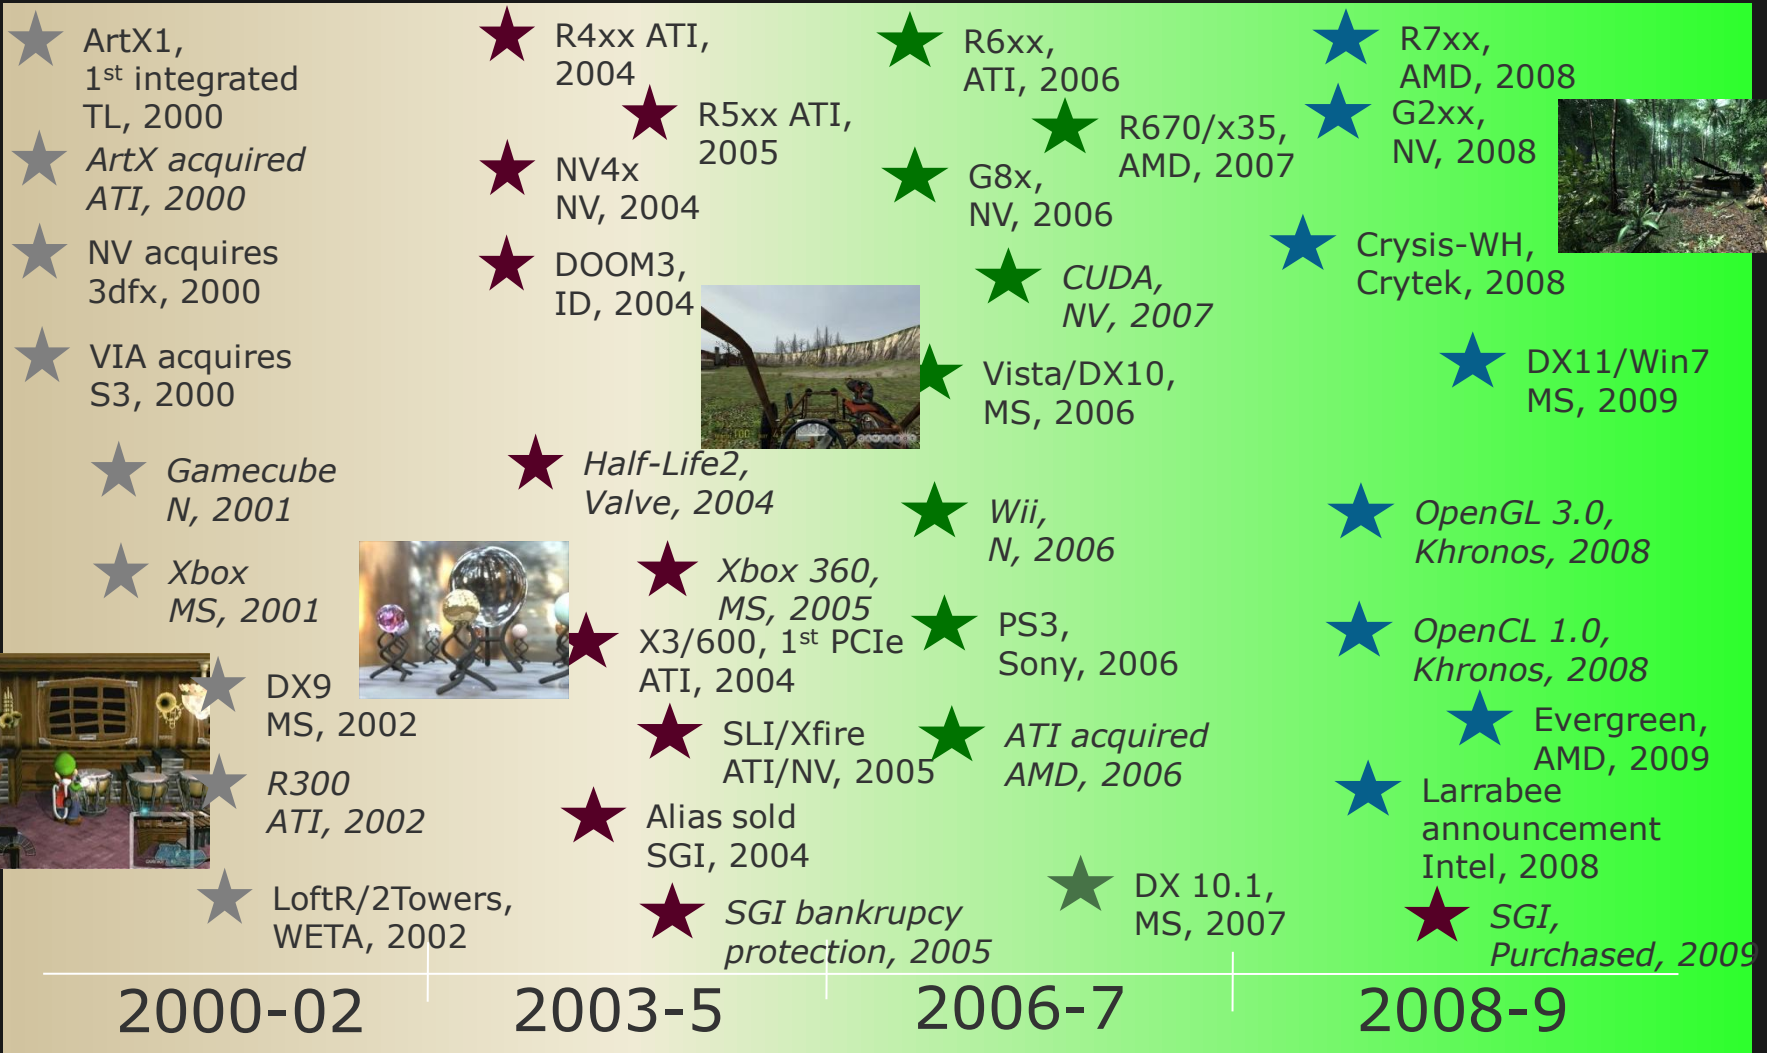 ArtX1,
1st integrated
TL, 2000
ArtX acquired
ATI, 2000
NV acquires
3dfx, 2000
VIA acquires
S3, 2000
Gamecube
N, 2001
Xbox
MS, 2001
DX9
MS, 2002
R300
ATI, 2002
LoftR/2Towers,
WETA, 2002
R4xx ATI,
2004
R5xx ATI,
2005
NV4x
NV, 2004
DOOM3,
ID, 2004
Half-Life2,
Valve, 2004
Xbox 360,
MS, 2005
X3/600, 1st PCIe
ATI, 2004
SLI/Xfire
ATI/NV, 2005
Alias sold
SGI, 2004
SGI bankrupcy
protection, 2005
R6xx,
ATI, 2006
R670/x35,
AMD, 2007
G8x,
NV, 2006
CUDA,
NV, 2007
Vista/DX10,
MS, 2006
Wii,
N, 2006
PS3,
Sony, 2006
ATI acquired
AMD, 2006
DX 10.1,
MS, 2007
R7xx,
AMD, 2008
G2xx,
NV, 2008
Crysis-WH,
Crytek, 2008
DX11/Win7
MS, 2009
OpenGL 3.0,
Khronos, 2008
OpenCL 1.0,
Khronos, 2008
Evergreen,
AMD, 2009
Larrabee
announcement
Intel, 2008
SGI,
Purchased, 2009
2000-02
2003-5
2006-7
2008-9